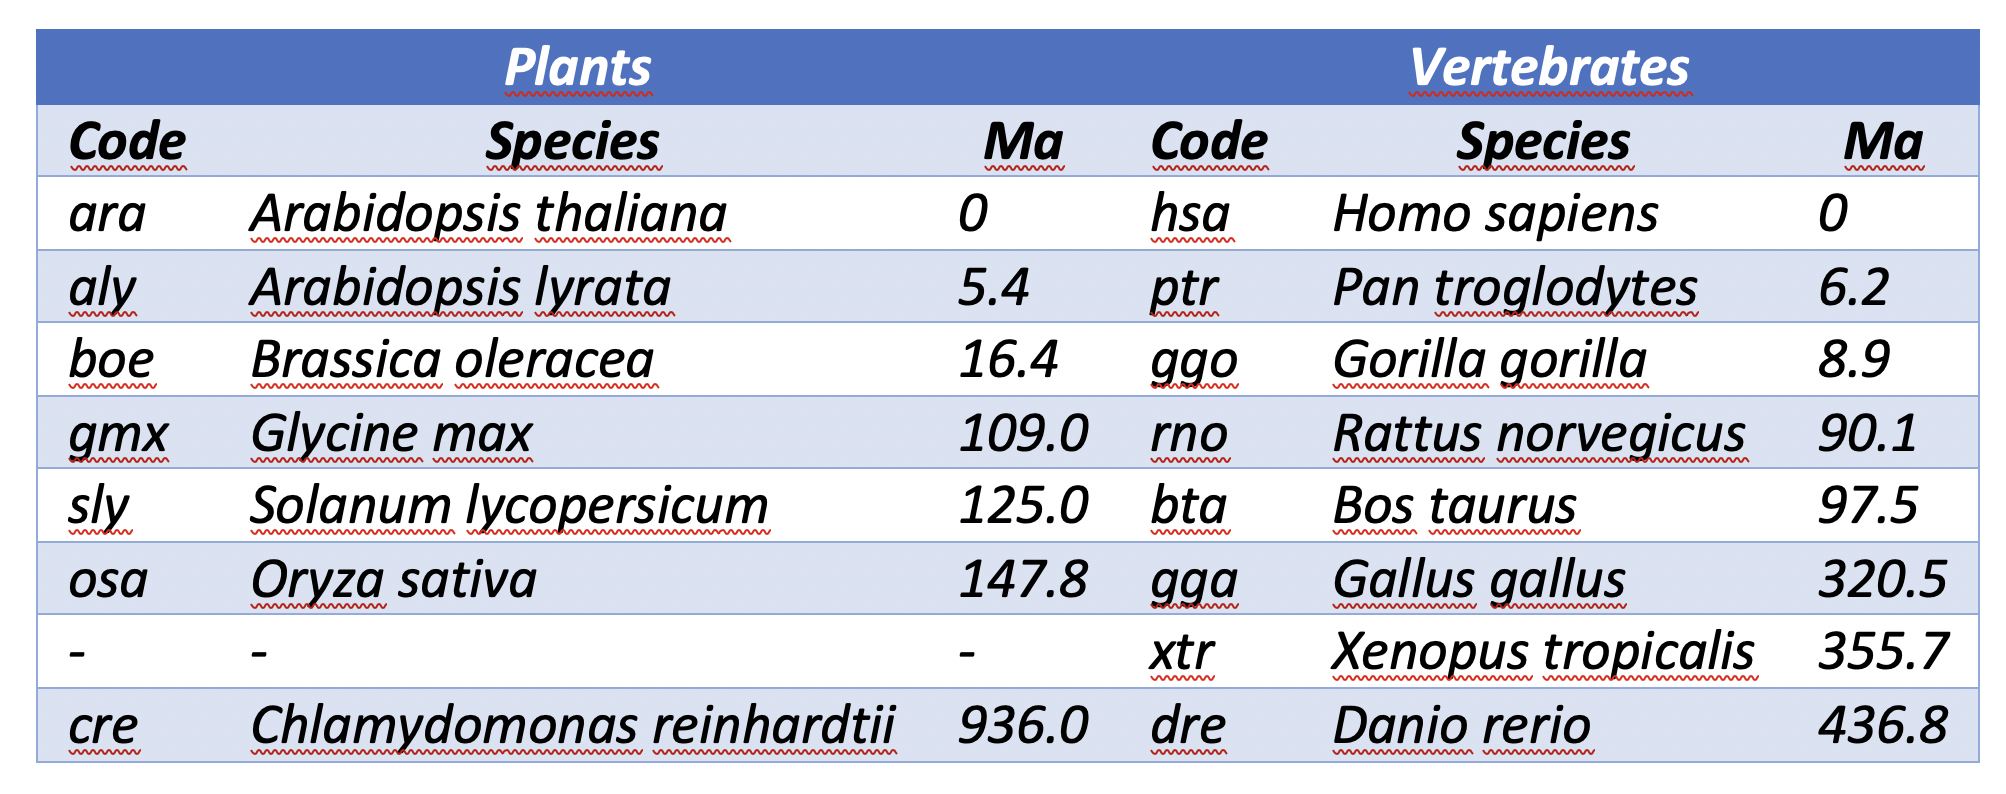 Plants Vertebrates
Code Species Ma Code Species Ma
ara Arabidopsis thaliana 0 hsa Homo sapiens 0
aly Arabidopsis lyrata 5.4 ptr Pan troglodytes 6.2
boe Brassica oleracea 16.4 ggo Gorilla gorilla 8.9
gmx Glycine max 109.0 rno Rattus norvegicus 90.1
sly Solanum lycopersicum 125.0 bta Bos taurus 97.5
osa Oryza sativa 147.8 gga Gallus gallus 320.5
- - - xtr Xenopus tropicalis 355.7
cre Chlamydomonas reinhardtii 936.0 dre Danio rerio 436.8